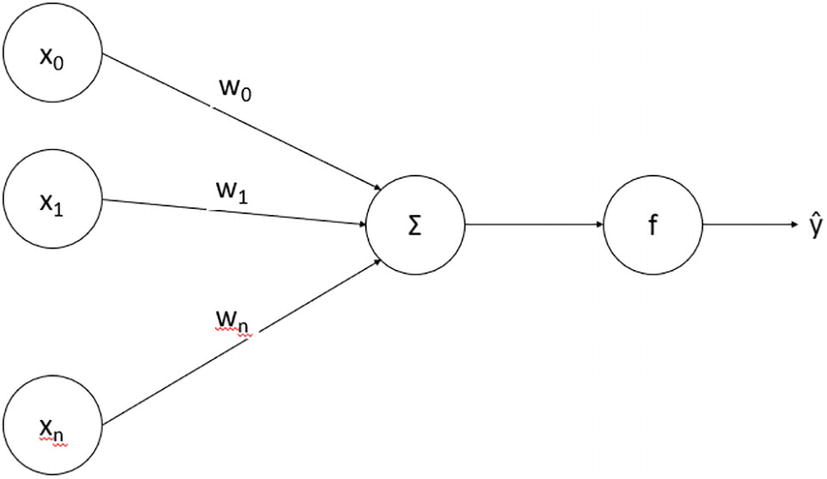 x₀
w₀
x₁
w₁
Σ
f
ŷ
wₙ
xₙ